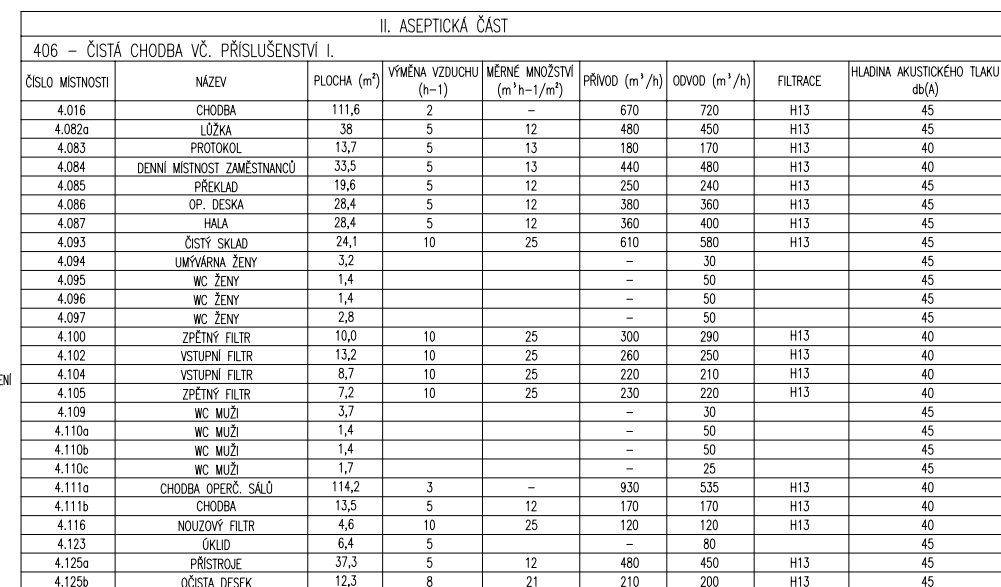 II. ASEPTICKÁ ČÁST
406 – ČISTÁ CHODBA VČ. PŘÍSLUŠENSTVÍ I.
ČÍSLO MÍSTNOSTI NÁZEV PLOCHA (m²) VÝMĚNA VZDUCHU (h-1) MĚRNÉ MNOŽSTVÍ (m³h-1/m²) PŘÍVOD (m³/h) ODVOD (m³/h) FILTRACE HLADINA AKUSTICKÉHO TLAKU db(A)
4.016 CHODBA 111,6 2 – 670 720 H13 45
4.082a LŮŽKA 38 5 12 480 450 H13 45
4.083 PROTOKOL 13,7 5 13 180 170 H13 40
4.084 DENNÍ MÍSTNOST ZAMĚSTNANCŮ 33,5 5 13 440 480 H13 40
4.085 PŘEKLAD 19,6 5 12 250 240 H13 45
4.086 OP. DESKA 28,4 5 12 380 360 H13 45
4.087 HALA 28,4 5 12 360 400 H13 45
4.093 ČISTÝ SKLAD 24,1 10 25 610 580 H13 45
4.094 UMÝVÁRNA ŽENY 3,2 – 30 45
4.095 WC ŽENY 1,4 – 50 45
4.096 WC ŽENY 1,4 – 50 45
4.097 WC ŽENY 2,8 – 50 45
4.100 ZPĚTNÝ FILTR 10,0 10 25 300 290 H13 40
4.102 VSTUPNÍ FILTR 13,2 10 25 260 250 H13 40
ENÍ
4.104 VSTUPNÍ FILTR 8,7 10 25 220 210 H13 40
4.105 ZPĚTNÝ FILTR 7,2 10 25 230 220 H13 40
4.109 WC MUŽI 3,7 – 30 45
4.110a WC MUŽI 1,4 – 50 45
4.110b WC MUŽI 1,4 – 50 45
4.110c WC MUŽI 1,7 – 25 45
4.111a CHODBA OPERČ. SÁLŮ 114,2 3 – 930 535 H13 40
4.111b CHODBA 13,5 5 12 170 170 H13 40
4.116 NOUZOVÝ FILTR 4,6 10 25 120 120 H13 40
4.123 ÚKLID 6,4 5 – 80 45
4.125a PŘÍSTROJE 37,3 5 12 480 450 H13 45
4.125b OČISTA DESEK 12,3 8 21 210 200 H13 45